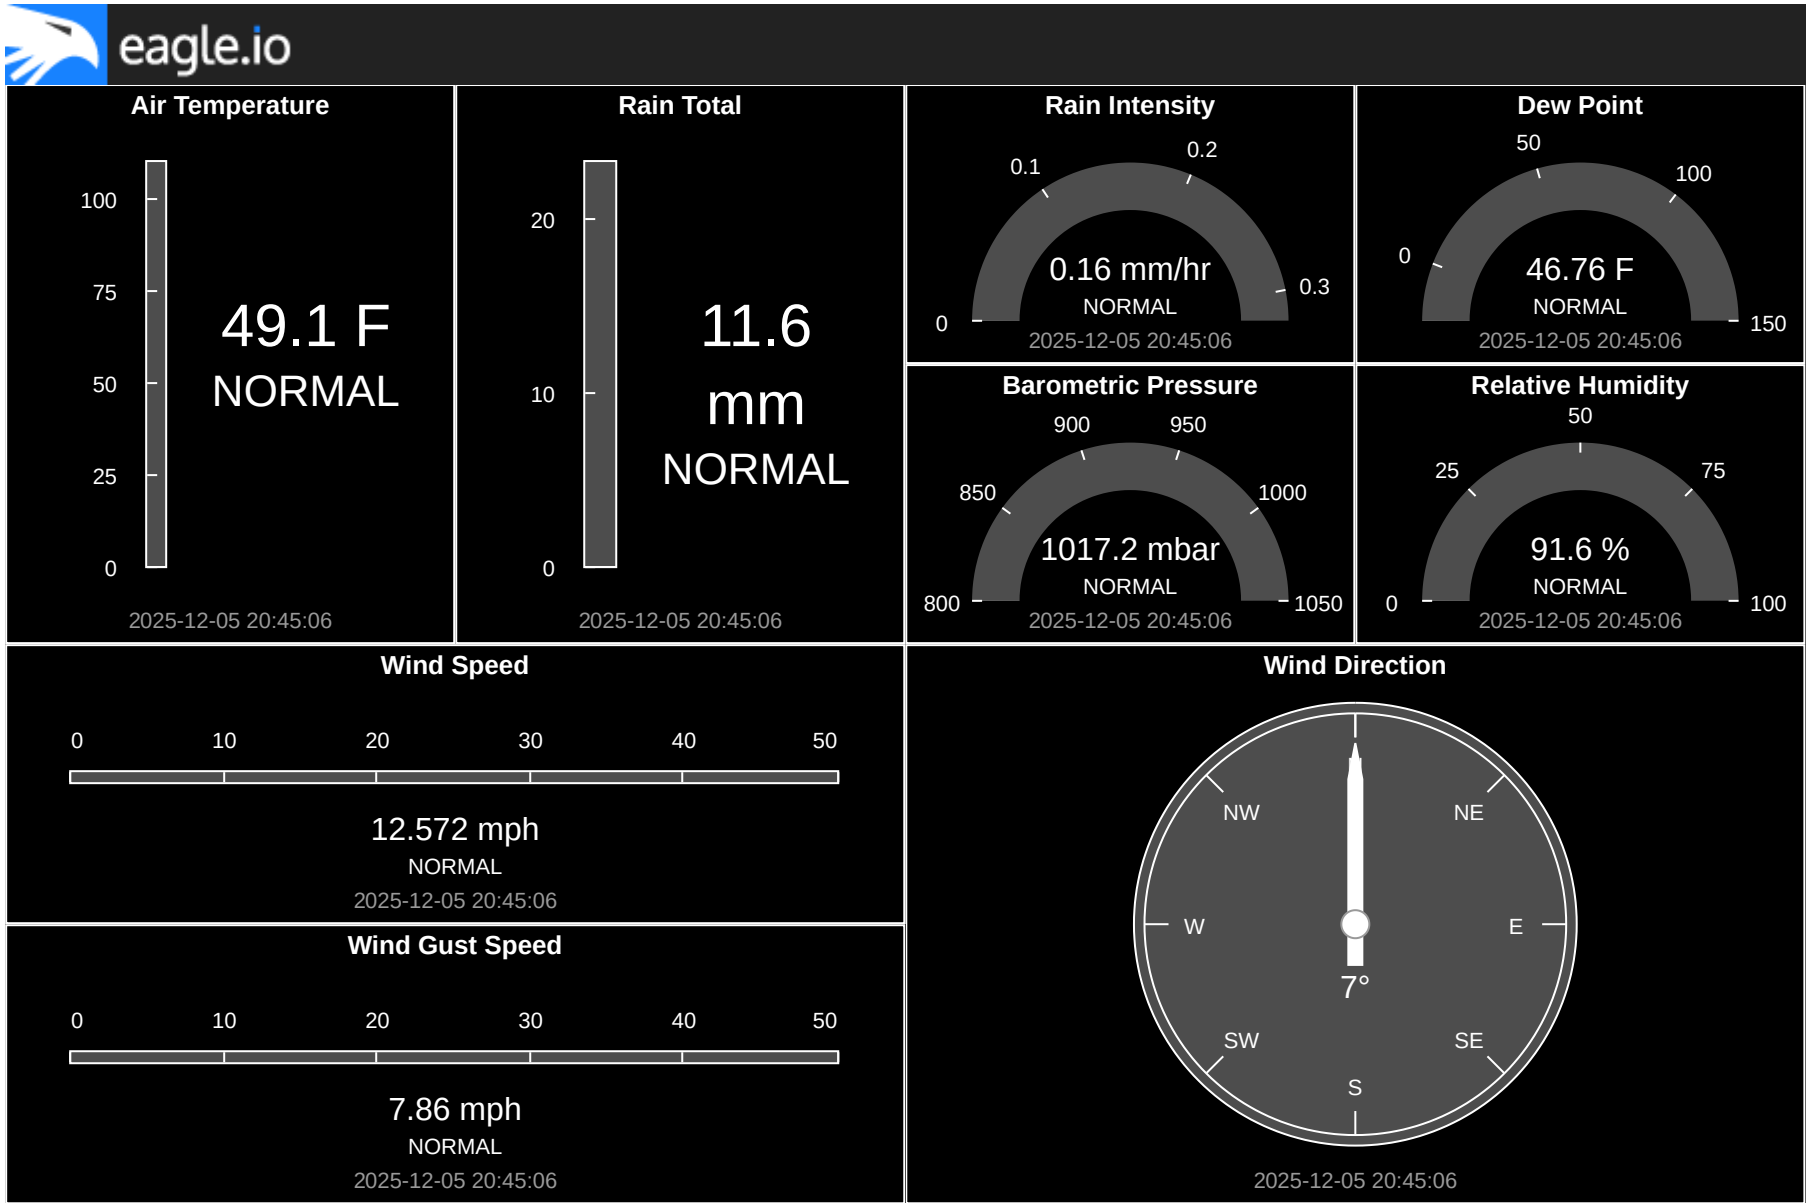 eagle.io
Air Temperature
100
75
50
25
0
49.1 F
NORMAL
2025-12-05 20:45:06
Rain Total
20
10
0
11.6
mm
NORMAL
2025-12-05 20:45:06
Rain Intensity
0
0.1
0.2
0.3
0.16 mm/hr
NORMAL
2025-12-05 20:45:06
Dew Point
0
50
100
150
46.76 F
NORMAL
2025-12-05 20:45:06
Barometric Pressure
800
850
900
950
1000
1050
1017.2 mbar
NORMAL
2025-12-05 20:45:06
Relative Humidity
0
25
50
75
100
91.6 %
NORMAL
2025-12-05 20:45:06
Wind Speed
0 10 20 30 40 50
12.572 mph
NORMAL
2025-12-05 20:45:06
Wind Gust Speed
0 10 20 30 40 50
7.86 mph
NORMAL
2025-12-05 20:45:06
Wind Direction
NW NE
W E
7°
SW SE
S
2025-12-05 20:45:06